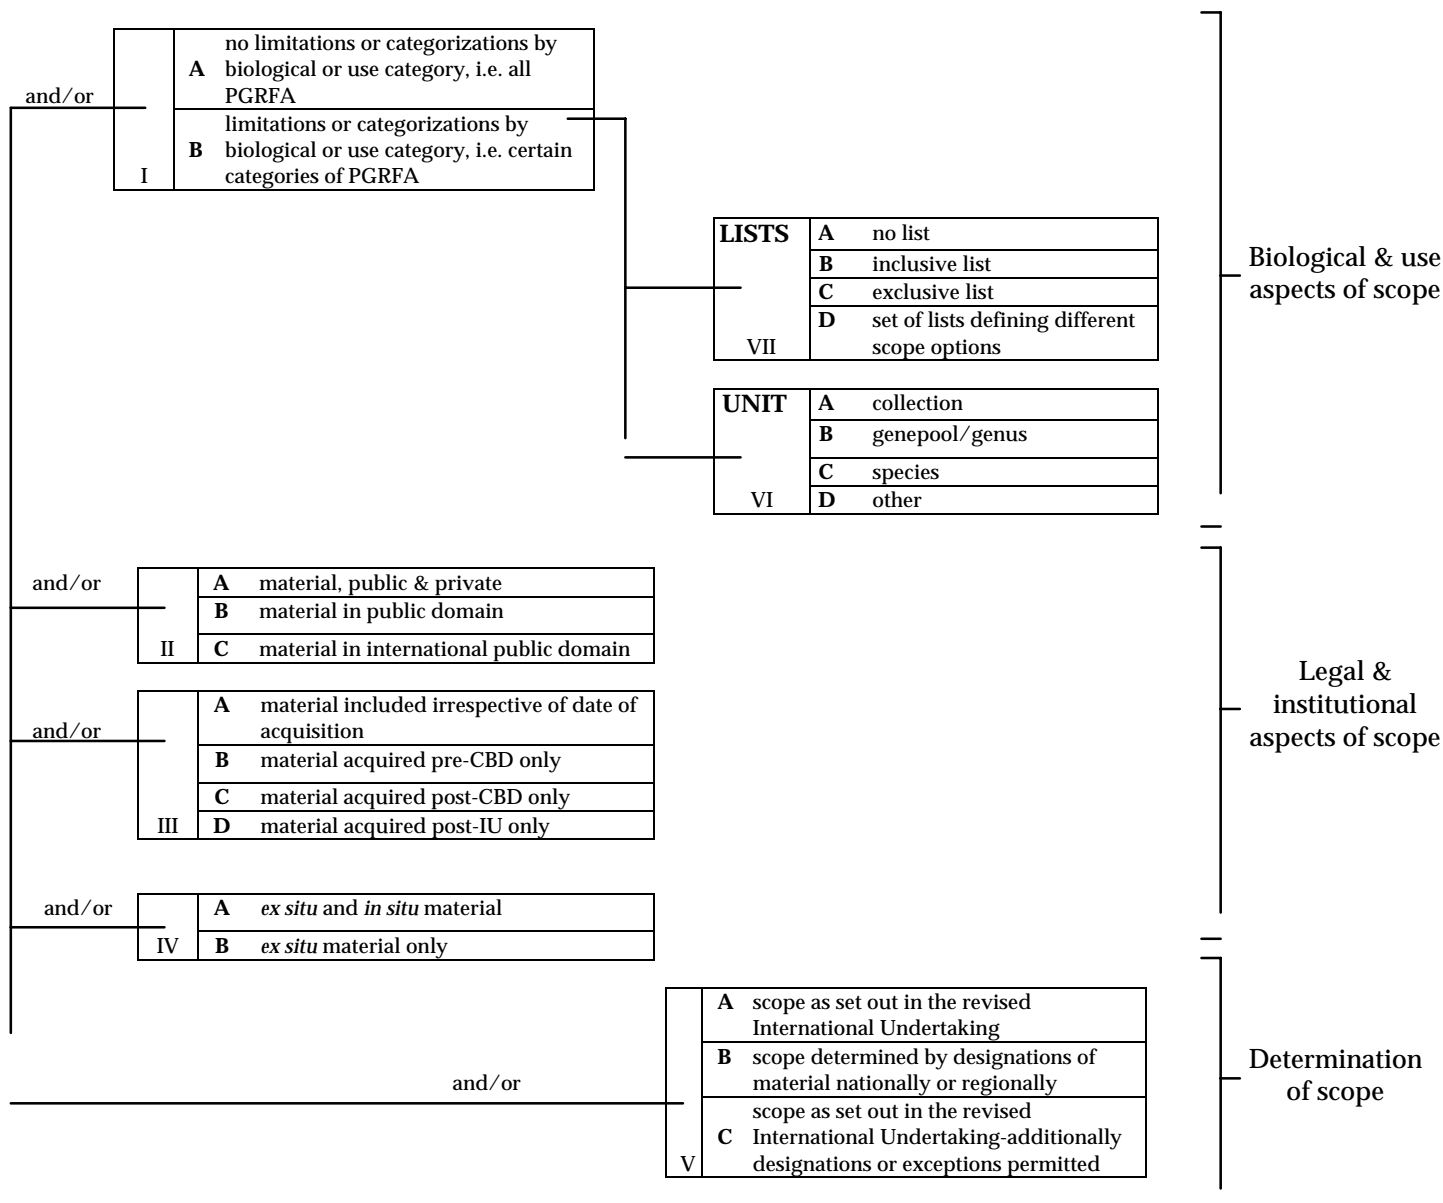 and/or
I
A no limitations or categorizations by
biological or use category, i.e. all
PGRFA
B limitations or categorizations by
biological or use category, i.e. certain
categories of PGRFA
LISTS
VII
A no list
B inclusive list
C exclusive list
D set of lists defining different
scope options
UNIT
VI
A collection
B genepool/genus
C species
D other
Biological & use
aspects of scope
and/or
II
A material, public & private
B material in public domain
C material in international public domain
and/or
III
A material included irrespective of date of
acquisition
B material acquired pre-CBD only
C material acquired post-CBD only
D material acquired post-IU only
and/or
IV
A ex situ and in situ material
B ex situ material only
Legal &
institutional
aspects of scope
and/or
V
A scope as set out in the revised
International Undertaking
B scope determined by designations of
material nationally or regionally
C scope as set out in the revised
International Undertaking-additionally
designations or exceptions permitted
Determination
of scope